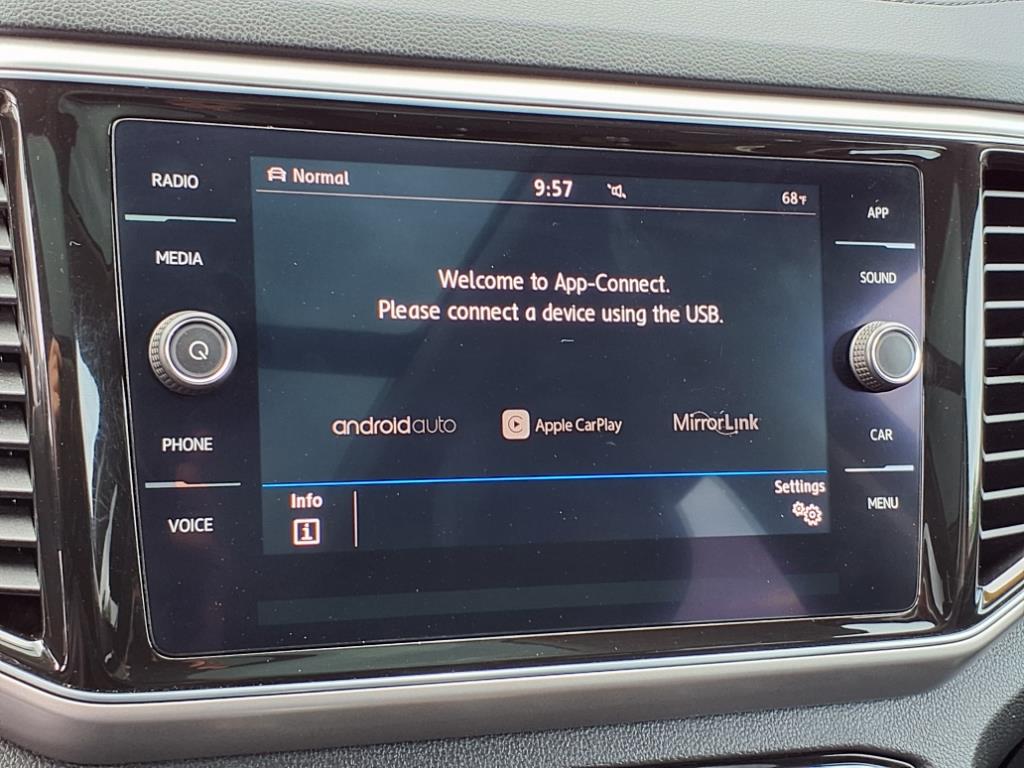 RADIO
MEDIA
PHONE
VOICE
Normal
9:57
68°F
Welcome to App-Connect.
Please connect a device using the USB.
androidauto
Apple CarPlay
MirrorLink
Info
i
Settings
APP
SOUND
CAR
MENU